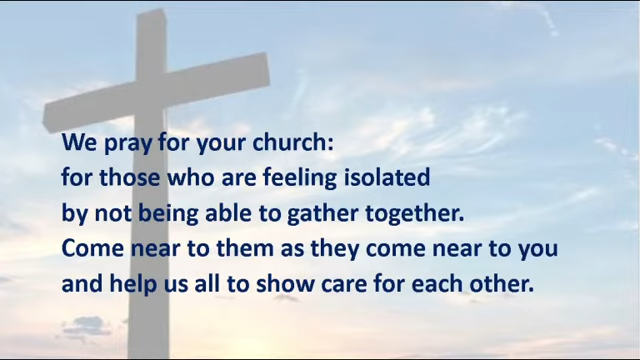 We pray for your church:
for those who are feeling isolated
by not being able to gather together.
Come near to them as they come near to you
and help us all to show care for each other.